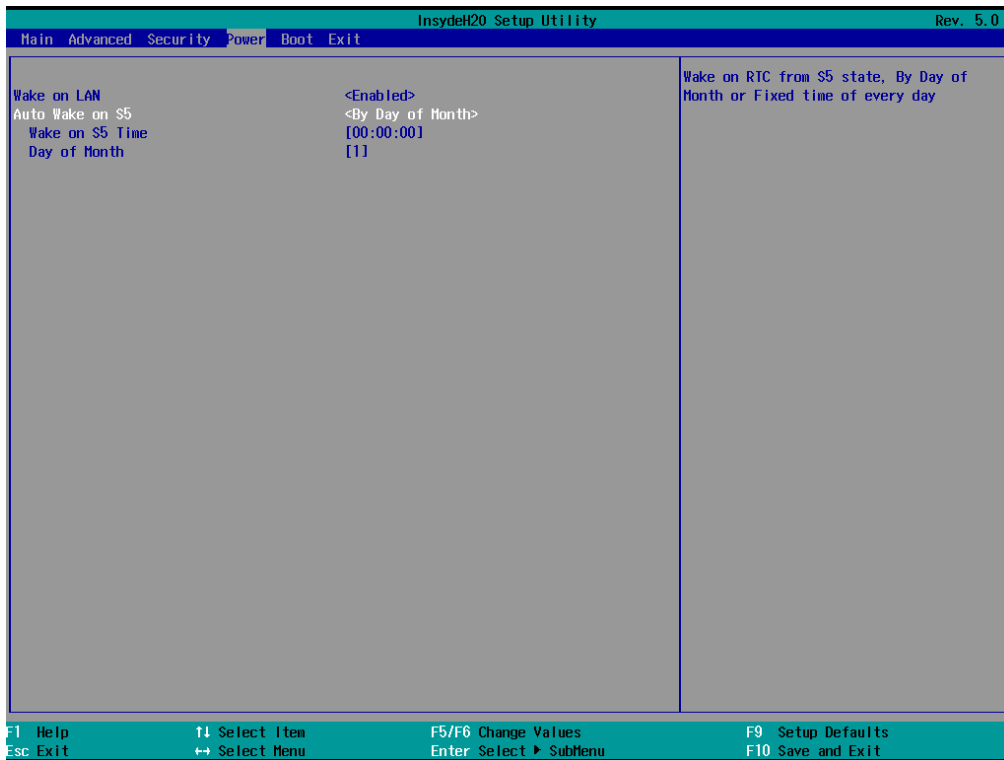 InsydeH20 Setup Utility Rev. 5.0
Main Advanced Security Power Boot Exit
Wake on RTC from S5 state, By Day of
Month or Fixed time of every day
Wake on LAN <Enabled>
Auto Wake on S5 <By Day of Month>
Wake on S5 Time [00:00:00]
Day of Month [1]
F1 Help ↑↓ Select Item F5/F6 Change Values F9 Setup Defaults
Esc Exit ↔ Select Menu Enter Select ▶ SubMenu F10 Save and Exit